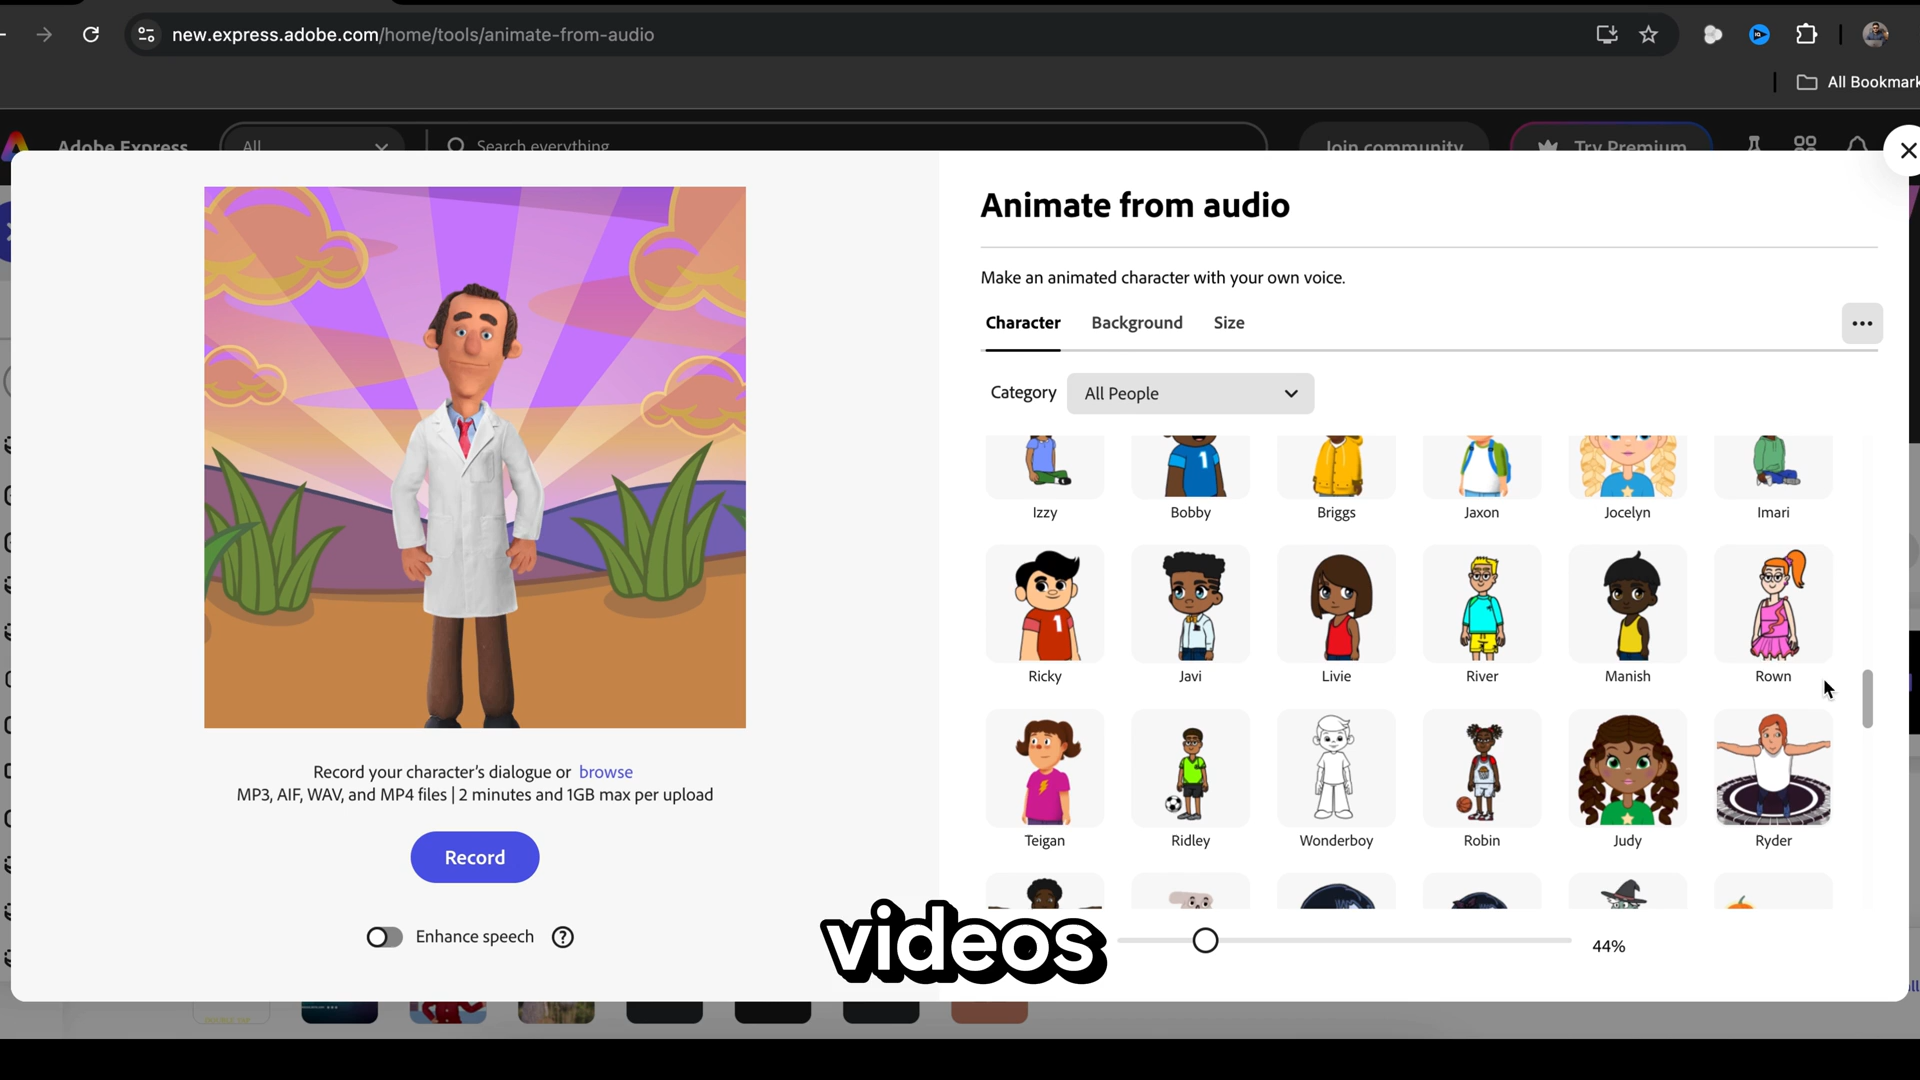 new.express.adobe.com/home/tools/animate-from-audio
All Bookmark
Adobe Express
All
Search everything
Join community
Try Premium
Animate from audio
Make an animated character with your own voice.
Character
Background
Size
Category
All People
Izzy
Bobby
Briggs
Jaxon
Jocelyn
Imari
Ricky
Javi
Livie
River
Manish
Rown
Teigan
Ridley
Wonderboy
Robin
Judy
Ryder
Record your character's dialogue or browse
MP3, AIF, WAV, and MP4 files | 2 minutes and 1GB max per upload
Record
Enhance speech
videos
44%